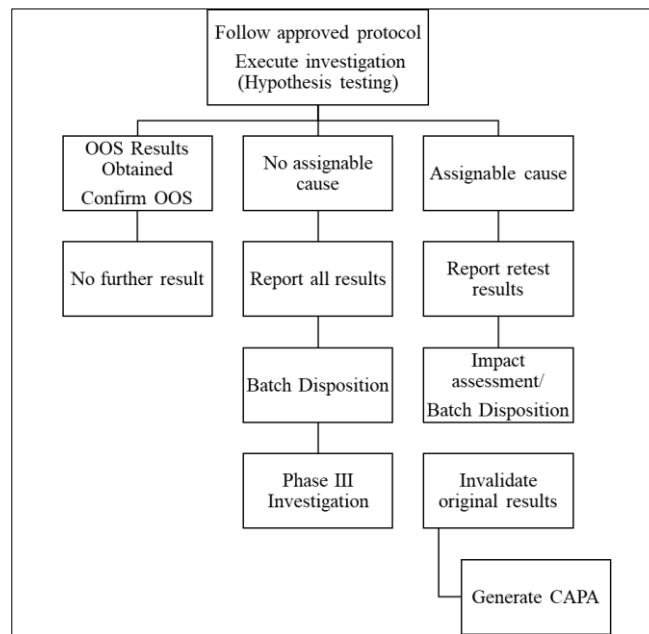 Follow approved protocol
Execute investigation
(Hypothesis testing)
OOS Results
Obtained
Confirm OOS
No assignable
cause
Assignable cause
No further result
Report all results
Report retest
results
Batch Disposition
Impact
assessment/
Batch Disposition
Phase III
Investigation
Invalidate
original results
Generate CAPA